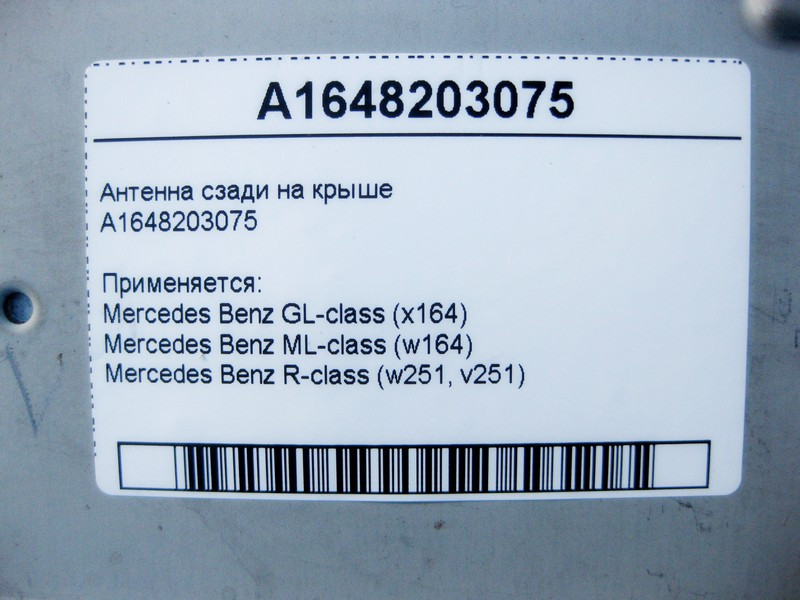 A1648203075
Антенна сзади на крыше
A1648203075
Применяется:
Mercedes Benz GL-class (x164)
Mercedes Benz ML-class (w164)
Mercedes Benz R-class (w251, v251)